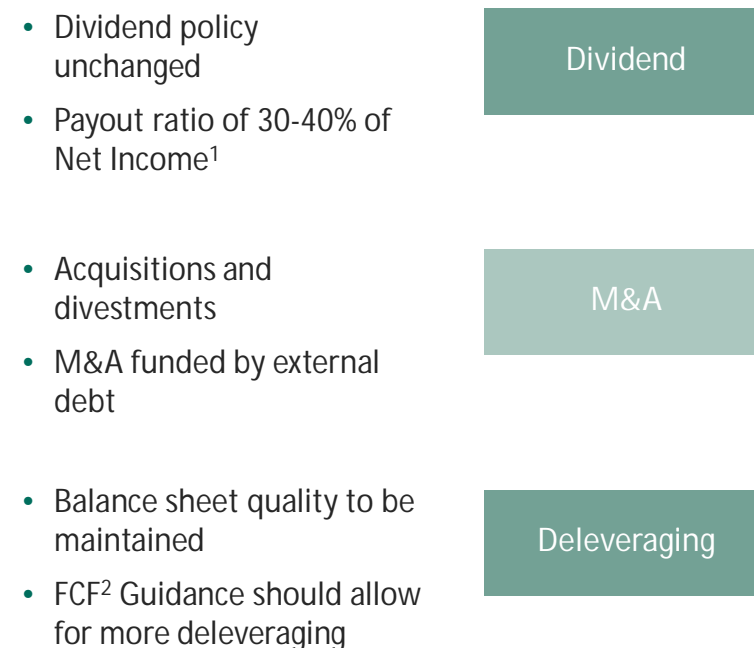 • Dividend policy
unchanged
Dividend
• Payout ratio of 30-40% of
Net Income¹
• Acquisitions and
divestments
M&A
• M&A funded by external
debt
• Balance sheet quality to be
maintained
Deleveraging
• FCF² Guidance should allow
for more deleveraging